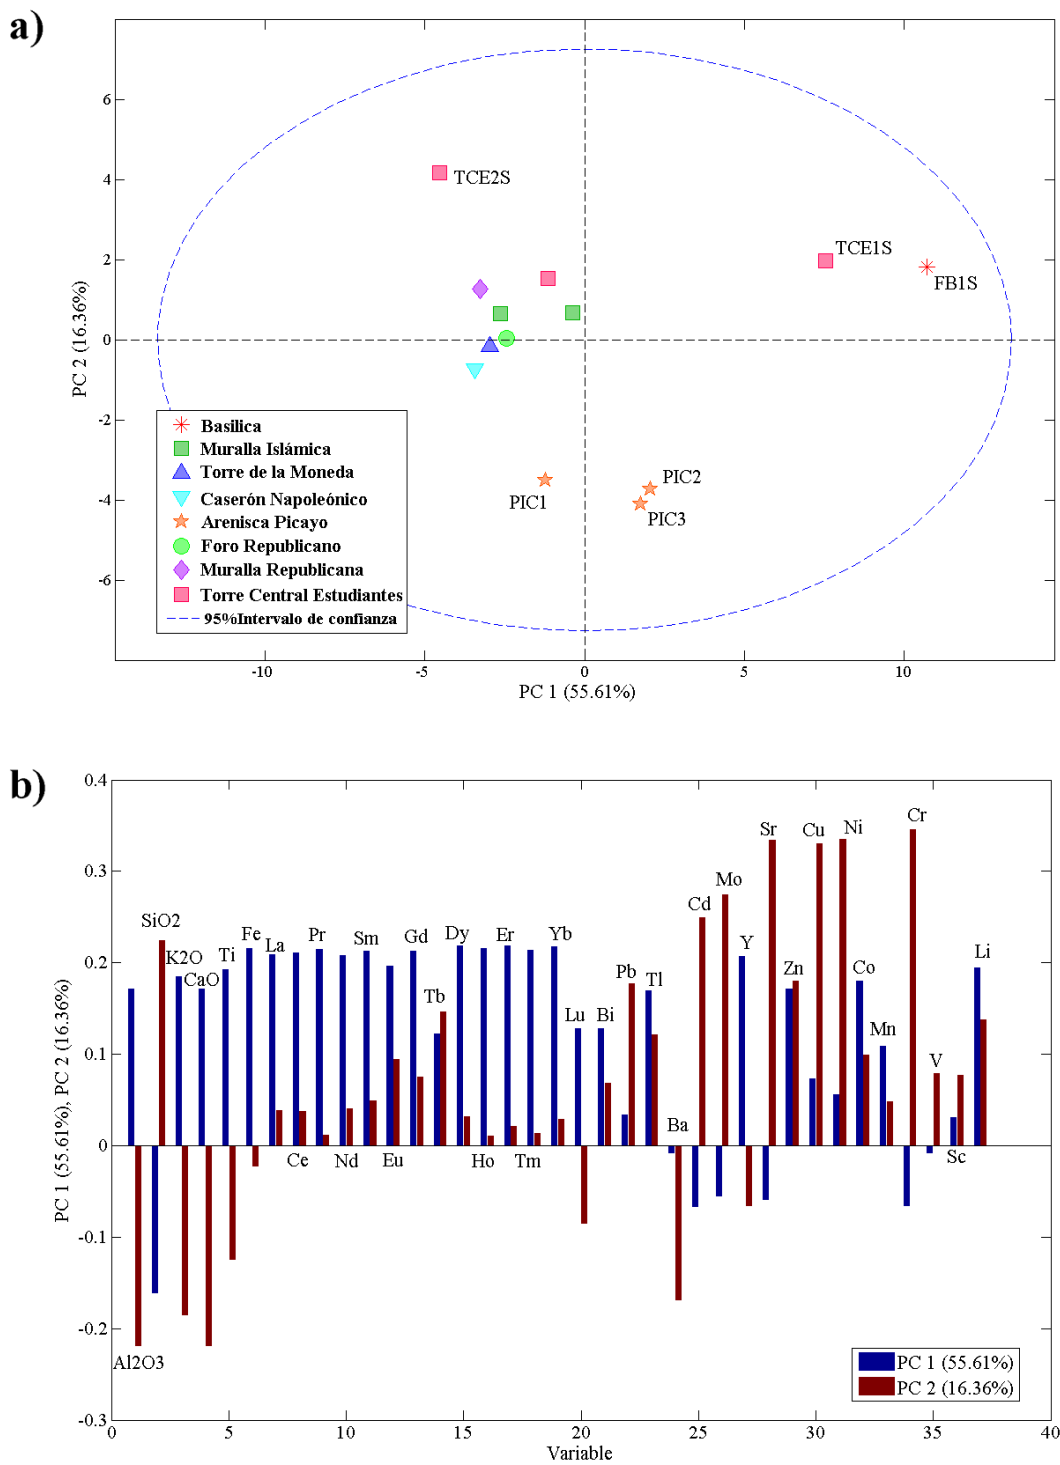 a)
6
4
2
0
-2
-4
-6
PC 2 (16.36%)
TCE2S
TCE1S
FB1S
PIC1
PIC2
PIC3
Basilica
Muralla Islámica
Torre de la Moneda
Caserón Napoleónico
Arenisca Picayo
Foro Republicano
Muralla Republicana
Torre Central Estudiantes
95%Intervalo de confianza
-10 -5 0 5 10
PC 1 (55.61%)
b)
0.4
0.3
0.2
0.1
0
-0.1
-0.2
-0.3
PC 1 (55.61%), PC 2 (16.36%)
Al2O3
SiO2
K2O
CaO
Ti
Fe
La
Ce
Pr
Nd
Sm
Eu
Gd
Tb
Dy
Ho
Er
Tm
Yb
Lu
Bi
Pb
Tl
Ba
Cd
Mo
Y
Sr
Zn
Cu
Ni
Co
Mn
Cr
V
Sc
Li
PC 1 (55.61%)
PC 2 (16.36%)
0 5 10 15 20 25 30 35 40
Variable